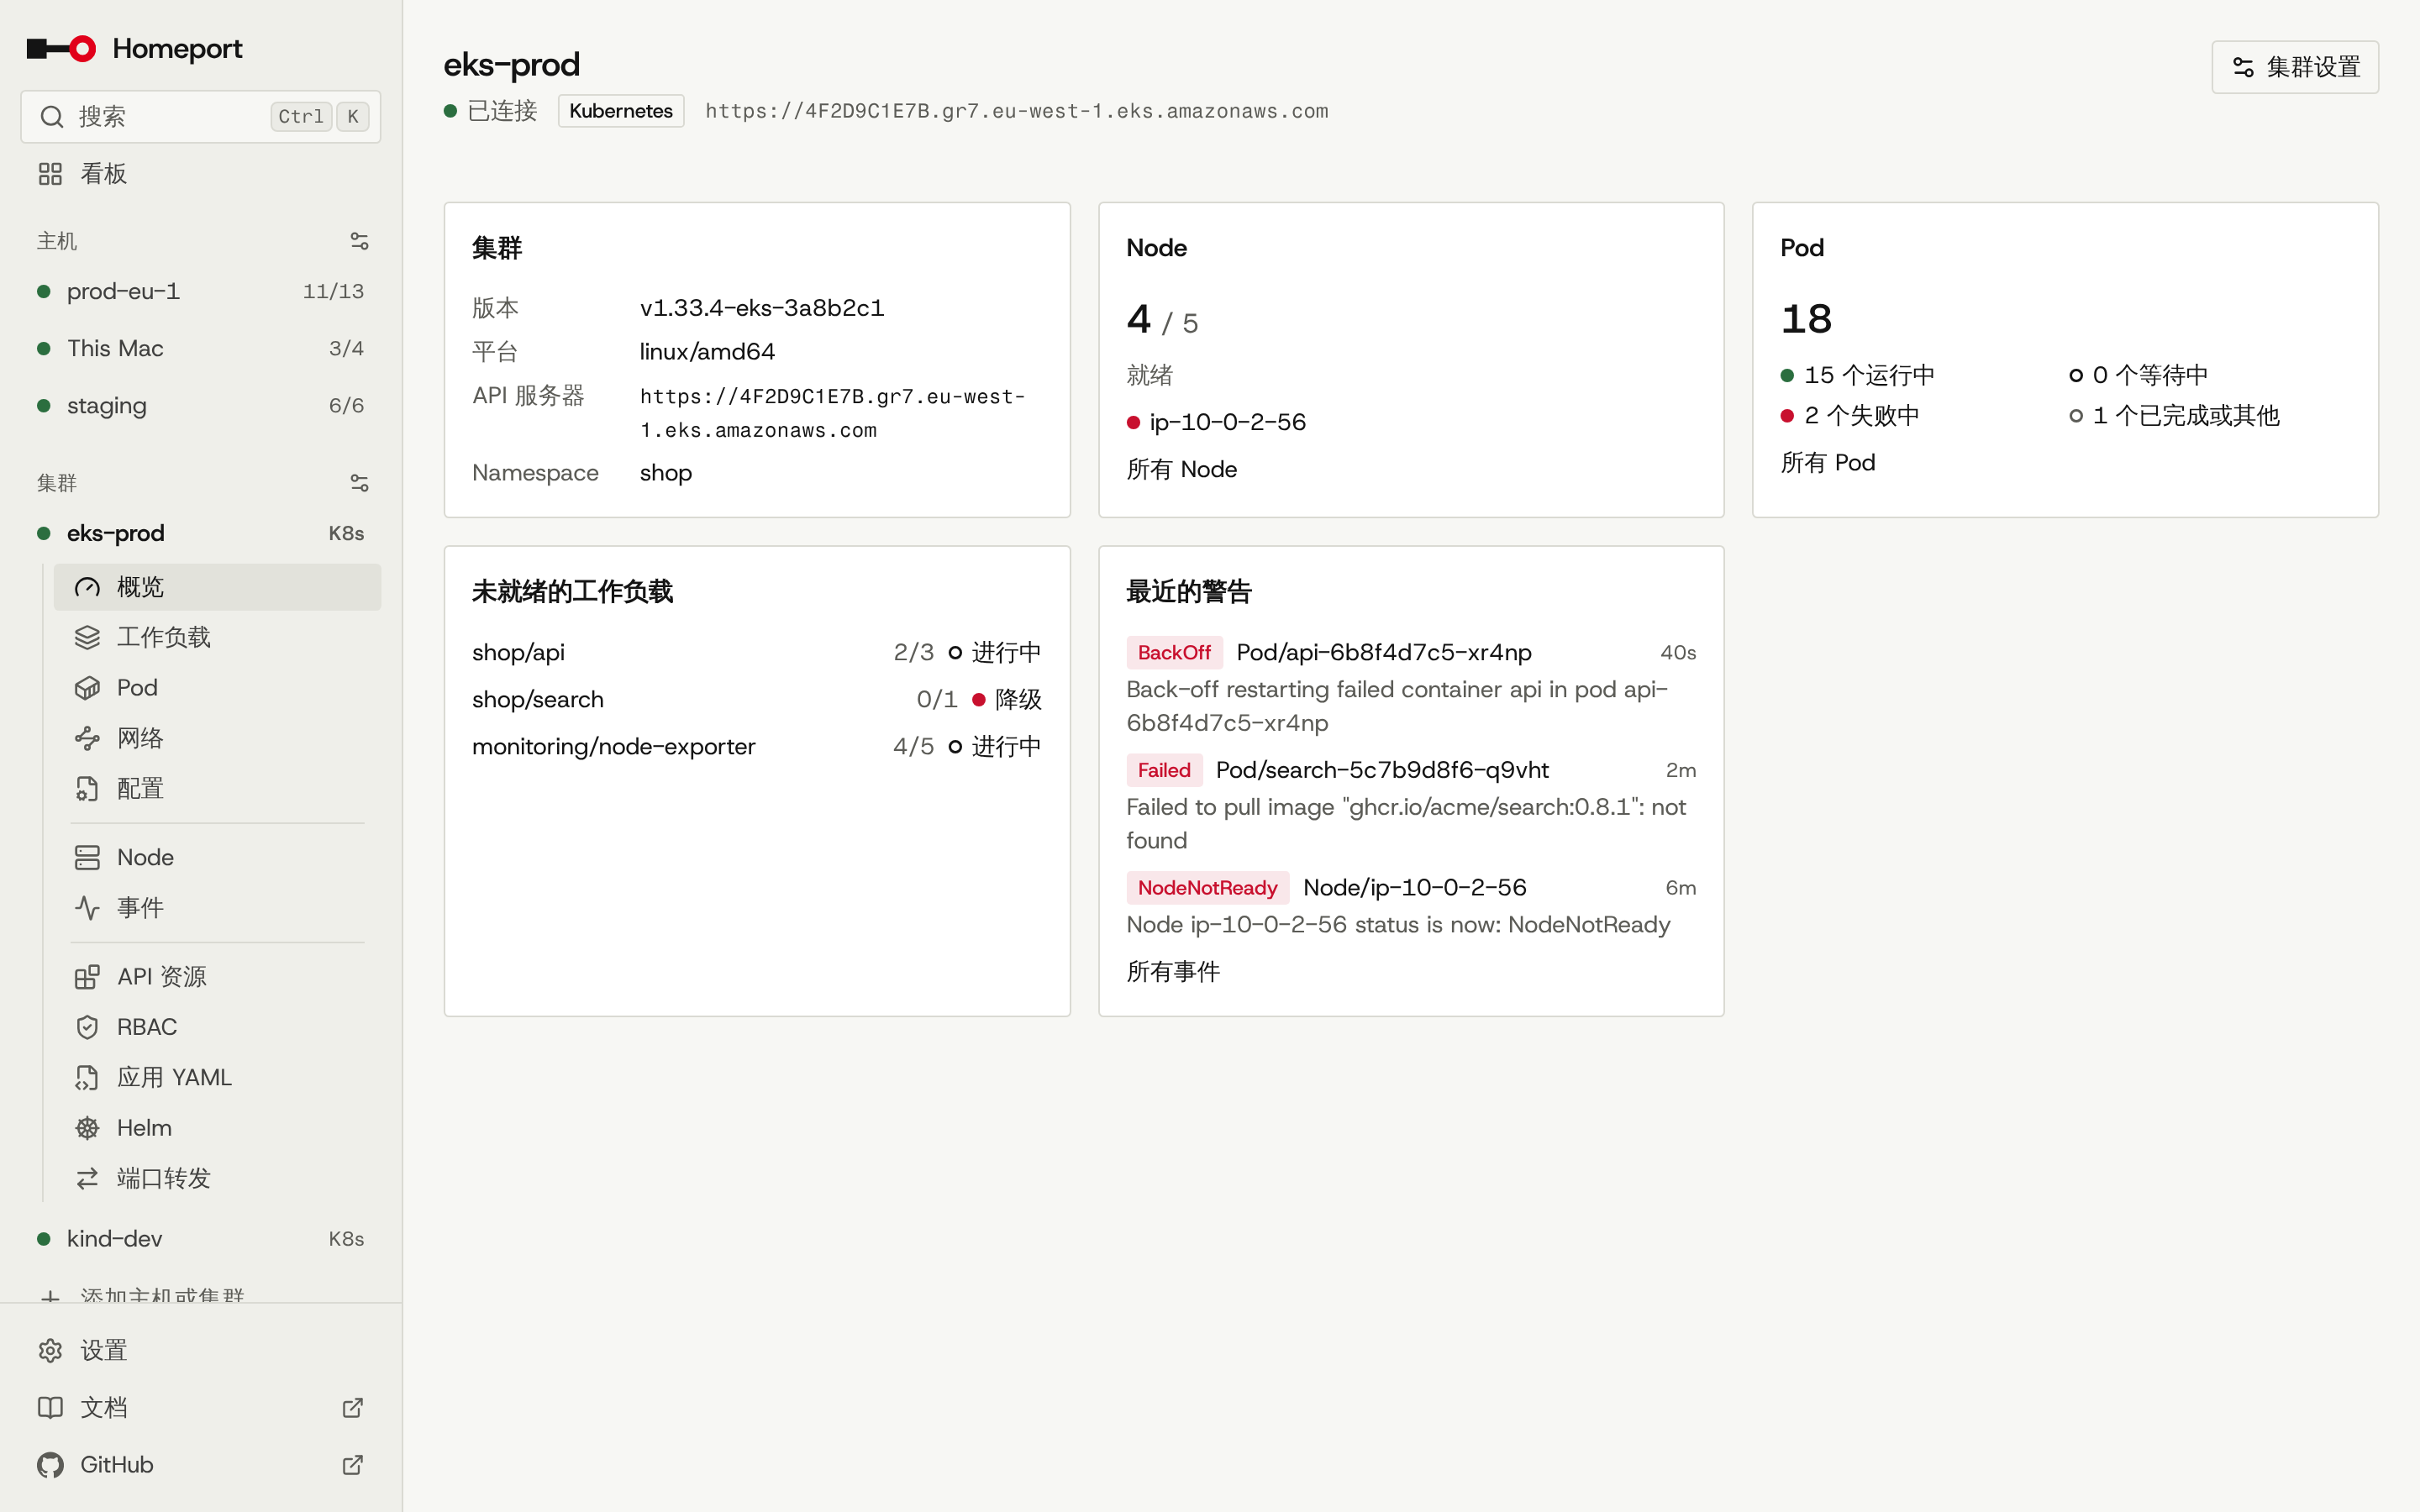 Homeport
搜索 Ctrl K
看板
主机
prod-eu-1 11/13
This Mac 3/4
staging 6/6
集群
eks-prod K8s
概览
工作负载
Pod
网络
配置
Node
事件
API 资源
RBAC
应用 YAML
Helm
端口转发
kind-dev K8s
添加主机或集群
设置
文档
GitHub
eks-prod
已连接 Kubernetes https://4F2D9C1E7B.gr7.eu-west-1.eks.amazonaws.com
集群设置
集群
版本 v1.33.4-eks-3a8b2c1
平台 linux/amd64
API 服务器 https://4F2D9C1E7B.gr7.eu-west-
1.eks.amazonaws.com
Namespace shop
Node
4 / 5
就绪
ip-10-0-2-56
所有 Node
Pod
18
15 个运行中 0 个等待中
2 个失败中 1 个已完成或其他
所有 Pod
未就绪的工作负载
shop/api 2/3 进行中
shop/search 0/1 降级
monitoring/node-exporter 4/5 进行中
最近的警告
BackOff Pod/api-6b8f4d7c5-xr4np 40s
Back-off restarting failed container api in pod api-
6b8f4d7c5-xr4np
Failed Pod/search-5c7b9d8f6-q9vht 2m
Failed to pull image "ghcr.io/acme/search:0.8.1": not
found
NodeNotReady Node/ip-10-0-2-56 6m
Node ip-10-0-2-56 status is now: NodeNotReady
所有事件